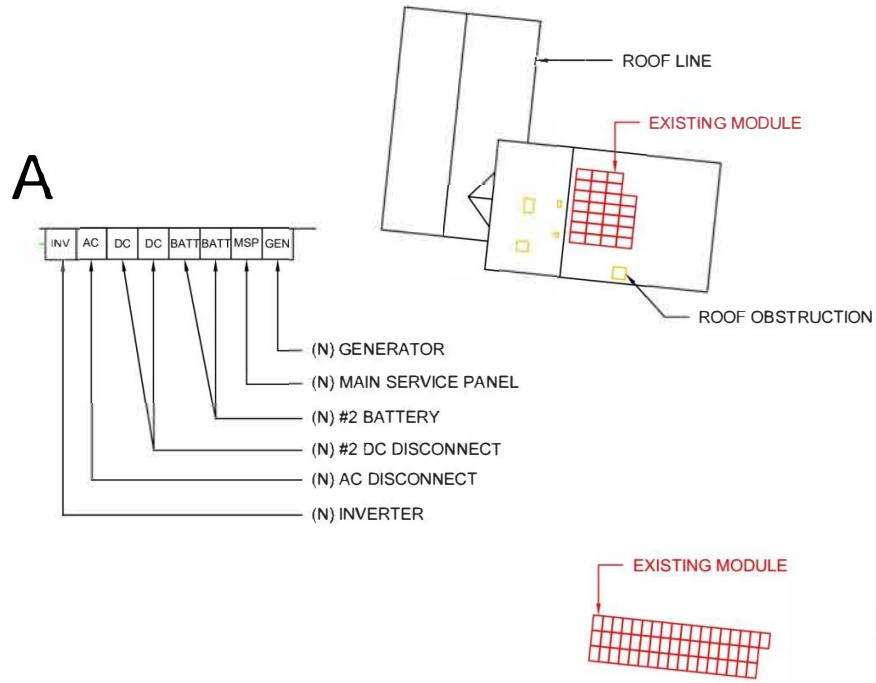 ROOF LINE
EXISTING MODULE
A
INV AC DC DC BATT BATT MSP GEN
ROOF OBSTRUCTION
(N) GENERATOR
(N) MAIN SERVICE PANEL
(N) #2 BATTERY
(N) #2 DC DISCONNECT
(N) AC DISCONNECT
(N) INVERTER
EXISTING MODULE